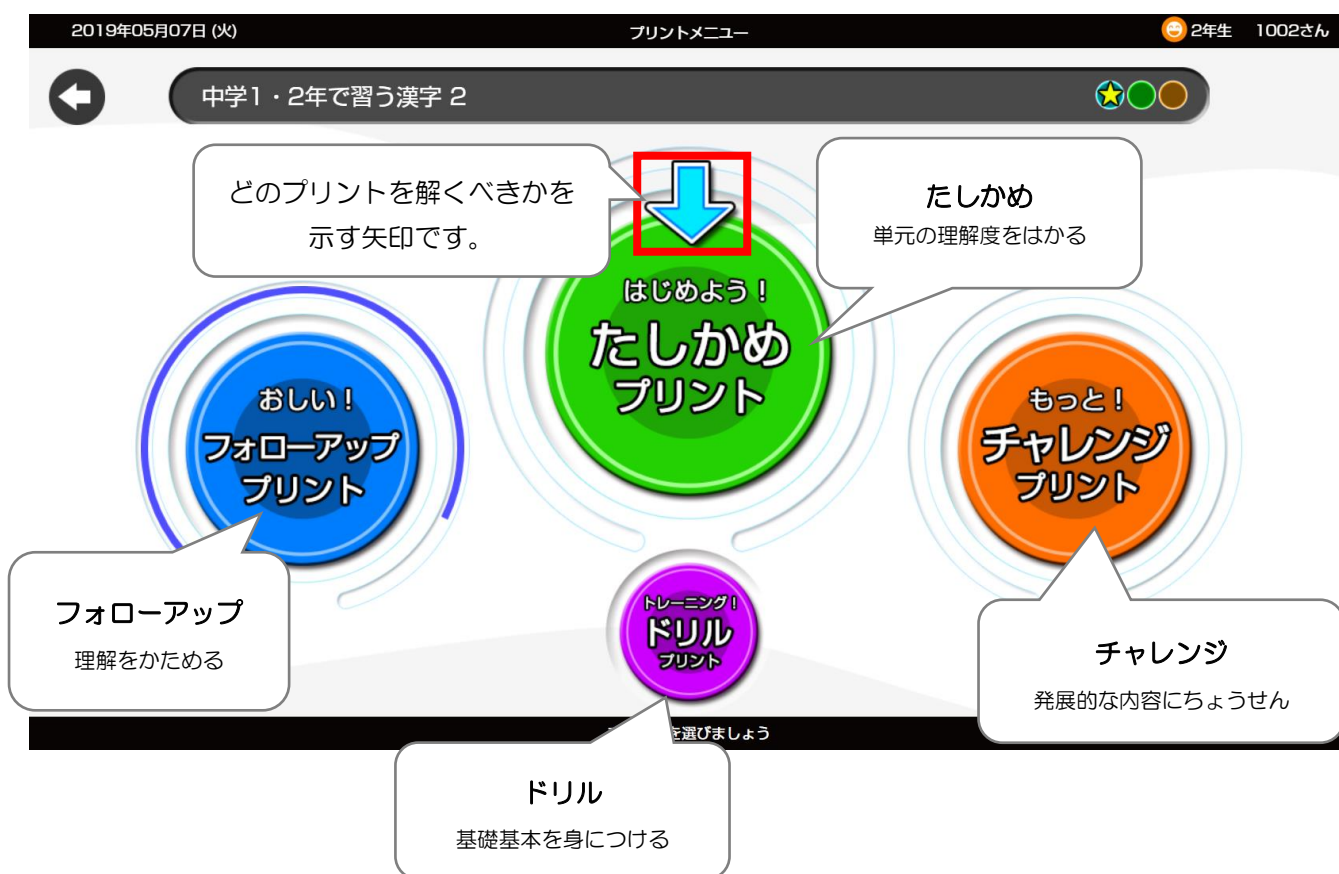 2019年05月07日 (火)
プリントメニュー
2年生 1002さん
中学1・2年で習う漢字 2
どのプリントを解くべきかを
示す矢印です。
たしかめ
単元の理解度をはかる
はじめよう！
たしかめ
プリント
おしい！
フォローアップ
プリント
もっと！
チャレンジ
プリント
フォローアップ
理解をかためる
トレーニング！
ドリル
プリント
チャレンジ
発展的な内容にちょうせん
を選びましょう
ドリル
基礎基本を身につける